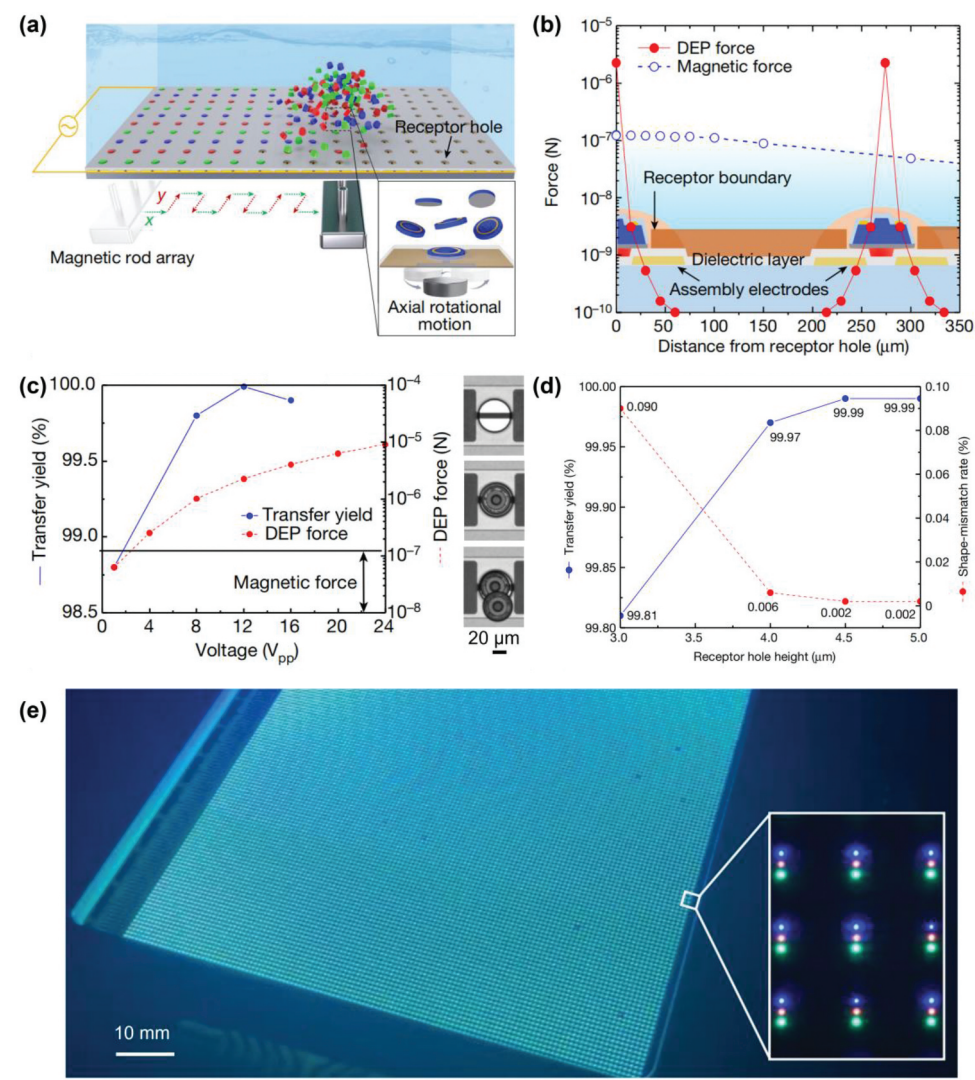 (a)
Receptor hole
y
x
Magnetic rod array
Axial rotational
motion
(b)
DEP force
Magnetic force
Force (N)
10⁻⁵
10⁻⁶
10⁻⁷
10⁻⁸
10⁻⁹
10⁻¹⁰
Receptor boundary
Dielectric layer
Assembly electrodes
0 50 100 150 200 250 300 350
Distance from receptor hole (μm)
(c)
Transfer yield (%)
100.0
99.5
99.0
98.5
Transfer yield
DEP force
Magnetic force
10⁻⁴
10⁻⁵
10⁻⁶
10⁻⁷
10⁻⁸
DEP force (N)
0 4 8 12 16 20 24
Voltage (Vpp)
20 μm
(d)
Transfer yield (%)
100.00
99.95
99.90
99.85
99.80
0.090
99.97
99.99
99.99
99.81
0.006
0.002
0.002
0.10
0.08
0.06
0.04
0.02
0
Shape-mismatch rate (%)
3.0 3.5 4.0 4.5 5.0
Receptor hole height (μm)
(e)
10 mm